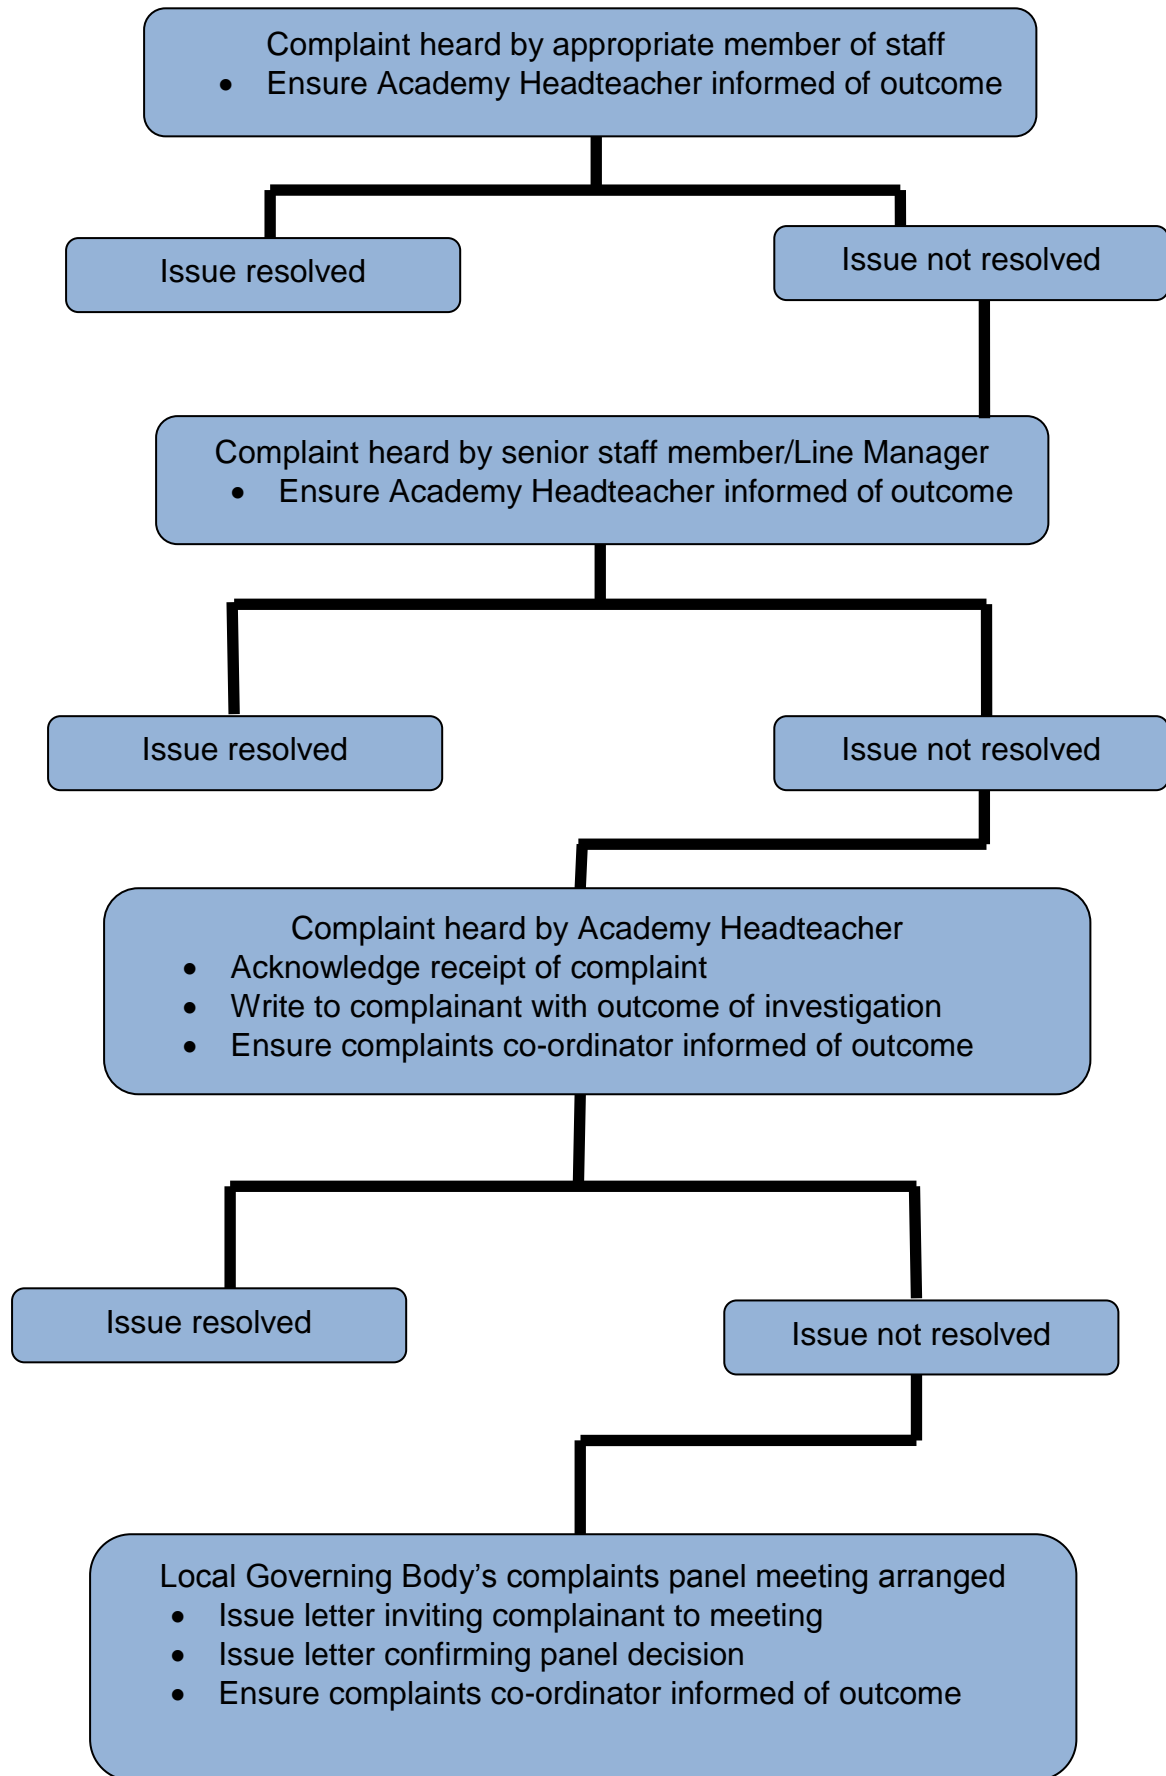 Complaint heard by appropriate member of staff
• Ensure Academy Headteacher informed of outcome
Issue resolved
Issue not resolved
Complaint heard by senior staff member/Line Manager
• Ensure Academy Headteacher informed of outcome
Issue resolved
Issue not resolved
Complaint heard by Academy Headteacher
• Acknowledge receipt of complaint
• Write to complainant with outcome of investigation
• Ensure complaints co-ordinator informed of outcome
Issue resolved
Issue not resolved
Local Governing Body’s complaints panel meeting arranged
• Issue letter inviting complainant to meeting
• Issue letter confirming panel decision
• Ensure complaints co-ordinator informed of outcome